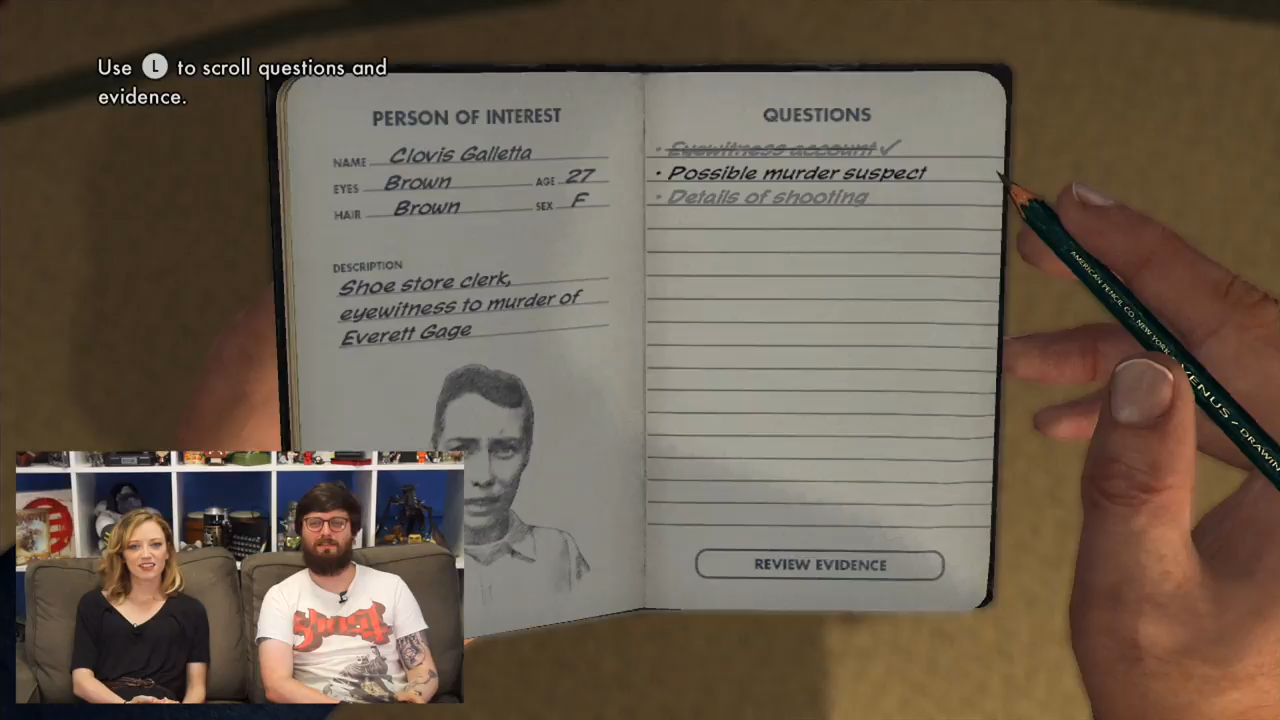 Use L to scroll questions and
evidence.
PERSON OF INTEREST
NAME Clovis Galletta
EYES Brown AGE 27
HAIR Brown SEX F
DESCRIPTION
Shoe store clerk,
eyewitness to murder of
Everett Gage
QUESTIONS
· Eyewitness account ✓
· Possible murder suspect
· Details of shooting
REVIEW EVIDENCE
AMERICAN PENCIL CO. NEW YORK
VENUS / DRAWIN
Ghost